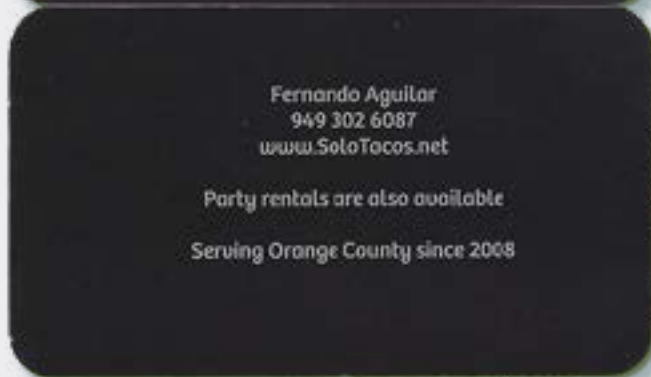 Fernando Aguilar
949 302 6087
www.SoloTacos.net
Party rentals are also available
Serving Orange County since 2008